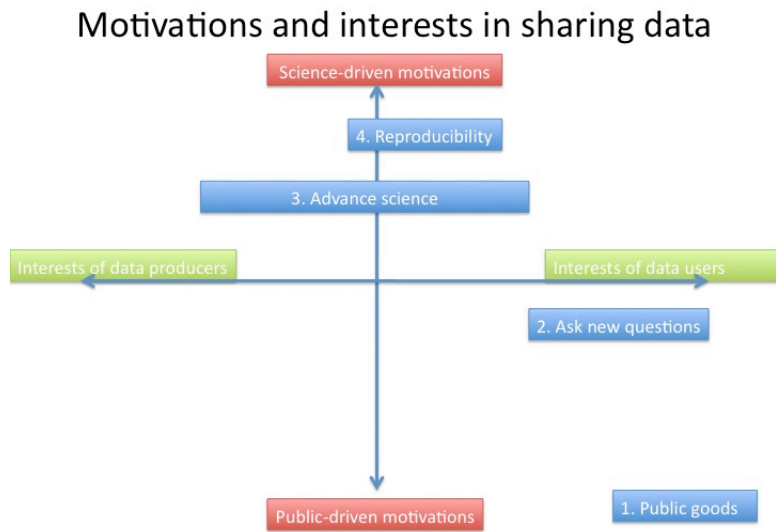 Motivations and interests in sharing data
Science-driven motivations
4. Reproducibility
3. Advance science
Interests of data producers
Interests of data users
2. Ask new questions
Public-driven motivations
1. Public goods